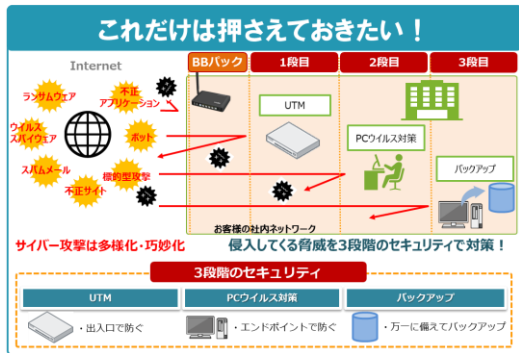 これだけは押さえておきたい！
Internet
BBパック
1段目
2段目
3段目
ランサムウェア
不正
アプリケーション
ウイルス
スパイウェア
ボット
スパムメール
標的型攻撃
不正サイト
UTM
PCウイルス対策
バックアップ
お客様の社内ネットワーク
サイバー攻撃は多様化・巧妙化
侵入してくる脅威を3段階のセキュリティで対策！
3段階のセキュリティ
UTM
PCウイルス対策
バックアップ
・出入口で防ぐ
・エンドポイントで防ぐ
・万一に備えてバックアップ